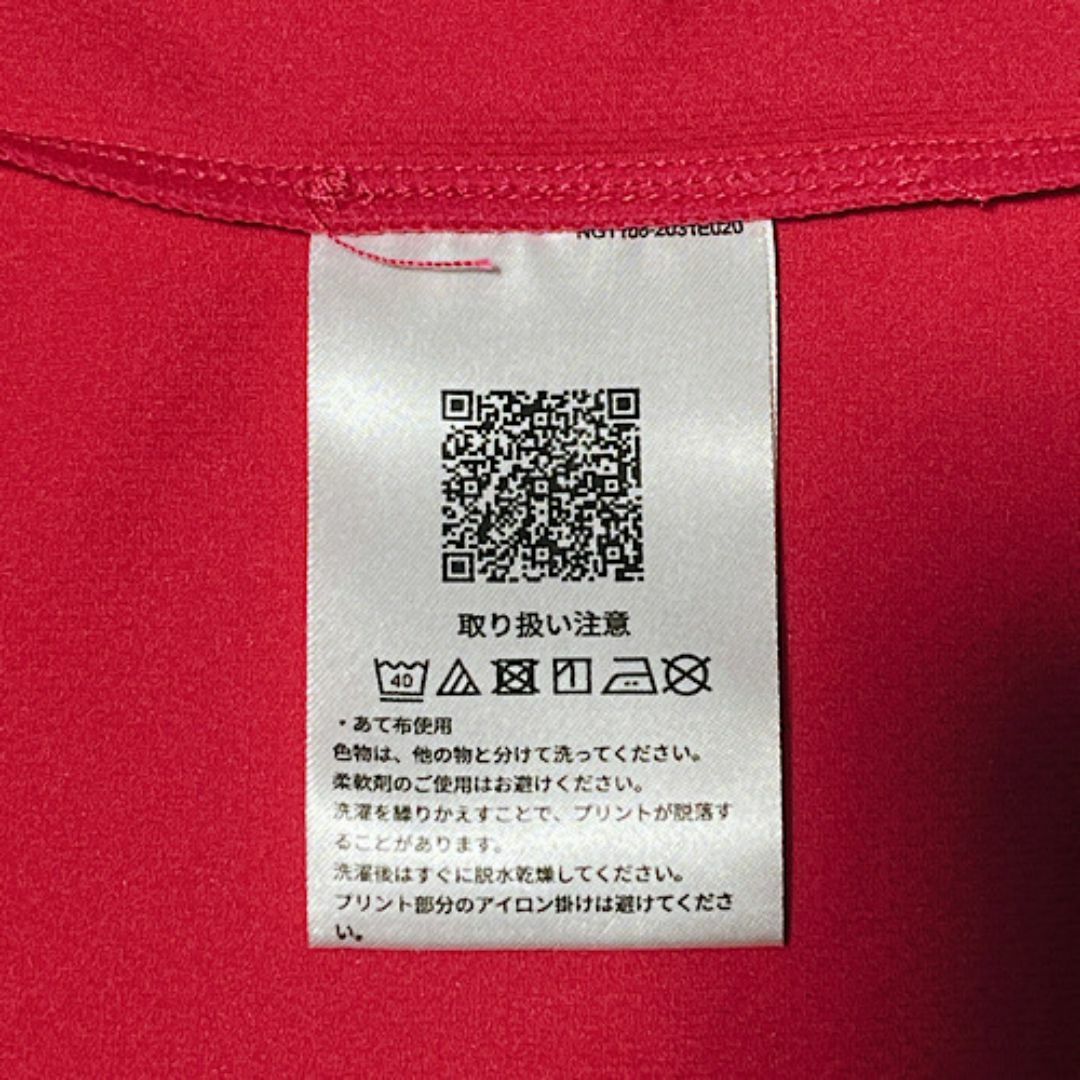 取り扱い注意
40
・あて布使用
色物は、他の物と分けて洗ってください。
柔軟剤のご使用はお避けください。
洗濯を繰りかえすことで、プリントが脱落す
ることがあります。
洗濯後はすぐに脱水乾燥してください。
プリント部分のアイロン掛けは避けてくださ
い。